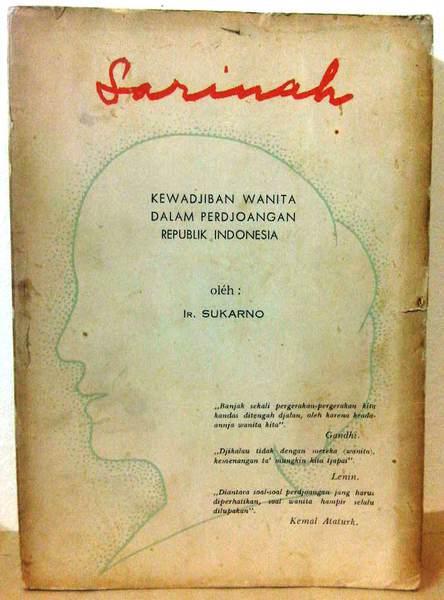 Sarinah
KEWADJIBAN WANITA
DALAM PERDJOANGAN
REPUBLIK INDONESIA
oléh :
IR. SUKARNO
„Banjak sekali pergerakan-pergerakan kita
kandas ditengah djalan, oleh karena keada-
annja wanita kita".
Gandhi.
„Djikalau tidak dengan mereka (wanita),
kemenangan ta' mungkin kita tjapai".
Lenin.
„Diantara soal-soal perdjoangan jang harus
diperhatikan, soal wanita hampir selalu
dilupakan".
Kemal Ataturk.